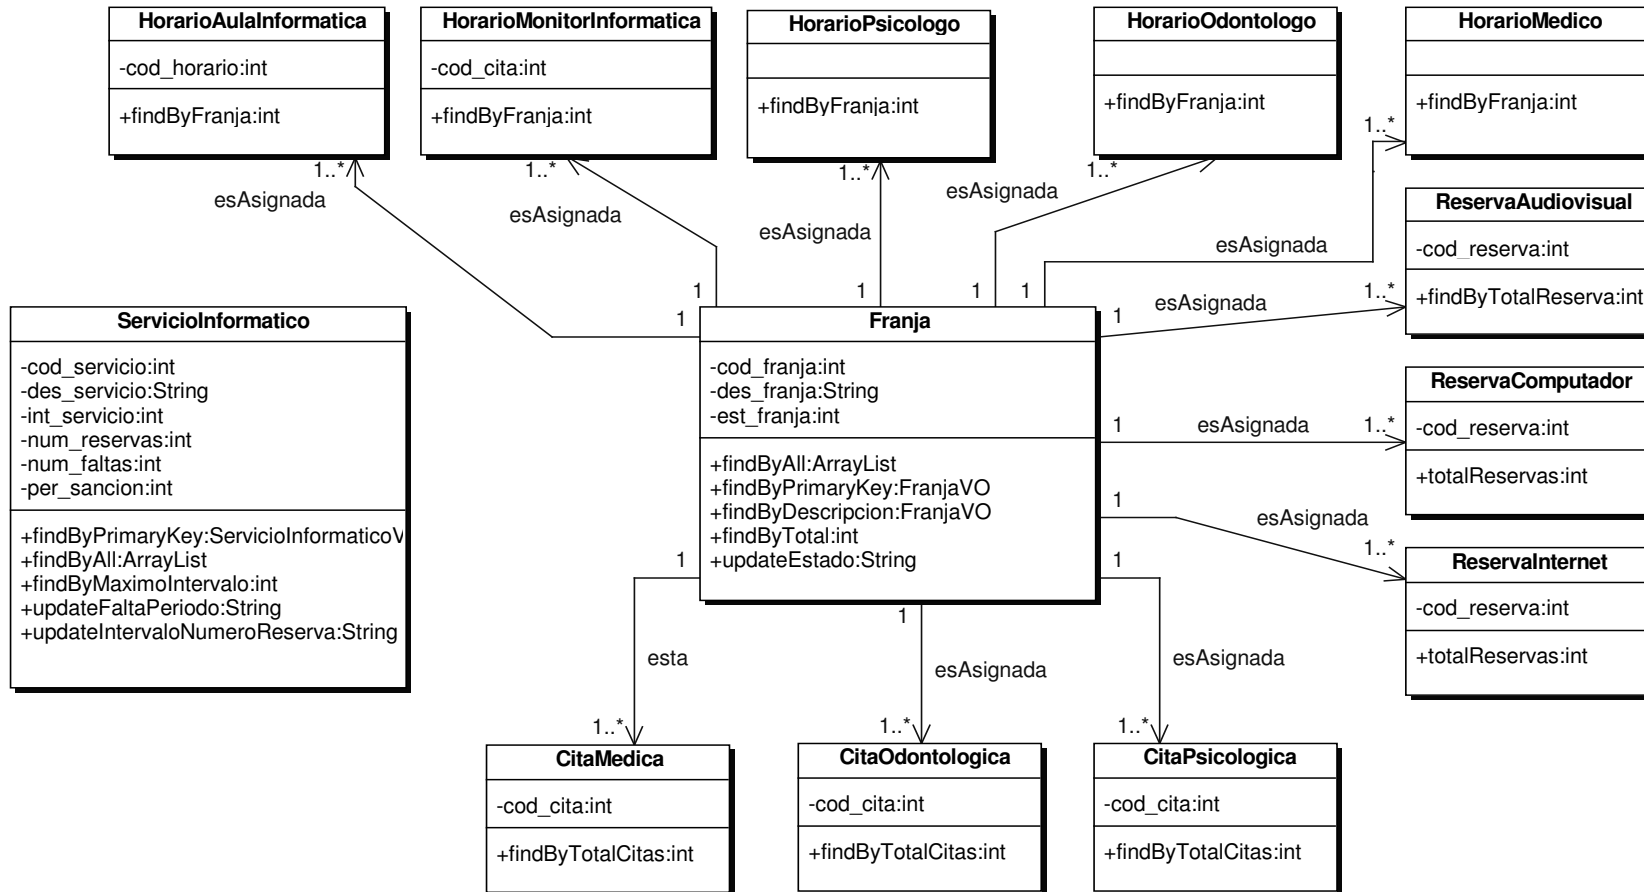 HorarioAulaInformatica
-cod_horario:int
+findByFranja:int
HorarioMonitorInformatica
-cod_cita:int
+findByFranja:int
HorarioPsicologo
+findByFranja:int
HorarioOdontologo
+findByFranja:int
HorarioMedico
+findByFranja:int
1..*
esAsignada
1
1..*
esAsignada
1
1..*
esAsignada
1
1..*
esAsignada
1
1..*
esAsignada
1
ReservaAudiovisual
-cod_reserva:int
+findByTotalReserva:int
1..*
esAsignada
1
ServicioInformatico
-cod_servicio:int
-des_servicio:String
-int_servicio:int
-num_reservas:int
-num_faltas:int
-per_sancion:int
+findByPrimaryKey:ServicioInformaticoV
+findByAll:ArrayList
+findByMaximoIntervalo:int
+updateFaltaPeriodo:String
+updateIntervaloNumeroReserva:String
Franja
-cod_franja:int
-des_franja:String
-est_franja:int
+findByAll:ArrayList
+findByPrimaryKey:FranjaVO
+findByDescripcion:FranjaVO
+findByTotal:int
+updateEstado:String
1
esAsignada
1..*
ReservaComputador
-cod_reserva:int
+totalReservas:int
1
esAsignada
1..*
ReservaInternet
-cod_reserva:int
+totalReservas:int
1
esta
1..*
1
esAsignada
1..*
1
esAsignada
1..*
CitaMedica
-cod_cita:int
+findByTotalCitas:int
CitaOdontologica
-cod_cita:int
+findByTotalCitas:int
CitaPsicologica
-cod_cita:int
+findByTotalCitas:int